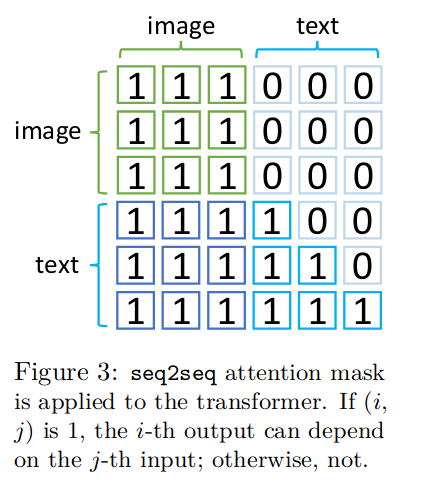 image text
image 1 1 1 0 0 0
1 1 1 0 0 0
1 1 1 0 0 0
text 1 1 1 1 0 0
1 1 1 1 1 0
1 1 1 1 1 1
Figure 3: seq2seq attention mask
is applied to the transformer. If (i,
j) is 1, the i-th output can depend
on the j-th input; otherwise, not.